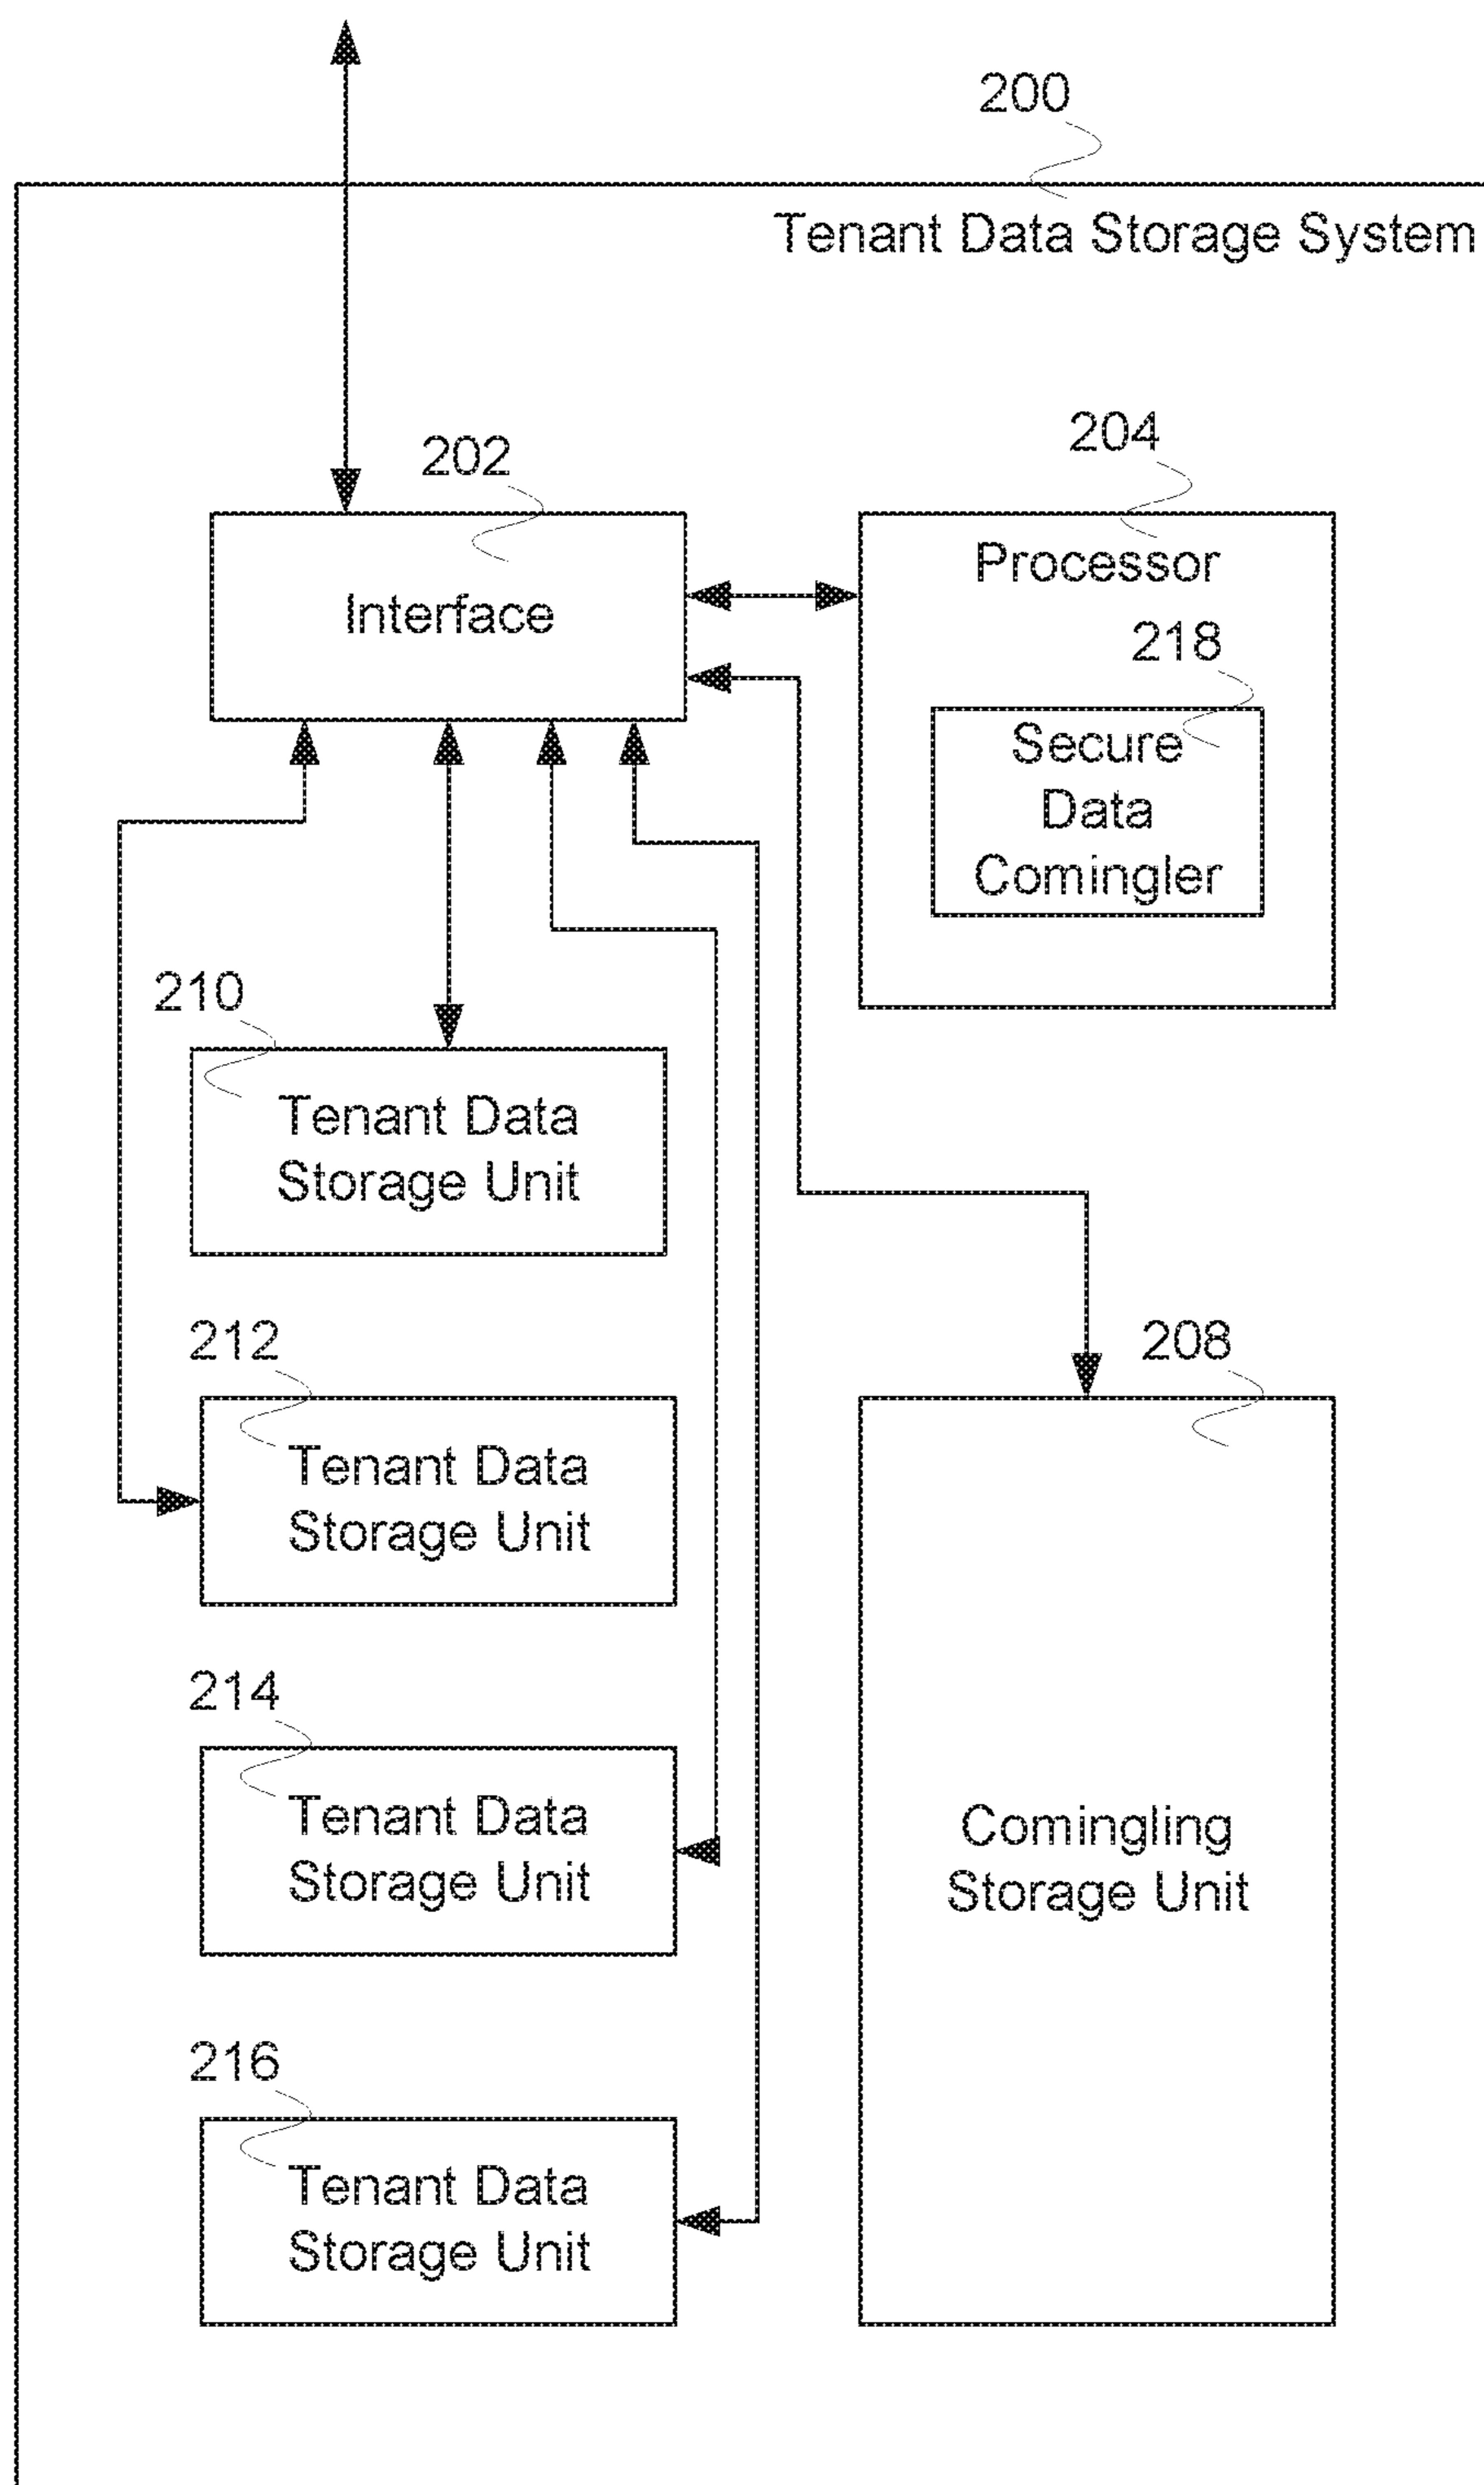 200
Tenant Data Storage System
202
Interface
204
Processor
218
Secure
Data
Comingler
210
Tenant Data
Storage Unit
212
Tenant Data
Storage Unit
214
Tenant Data
Storage Unit
216
Tenant Data
Storage Unit
208
Comingling
Storage Unit